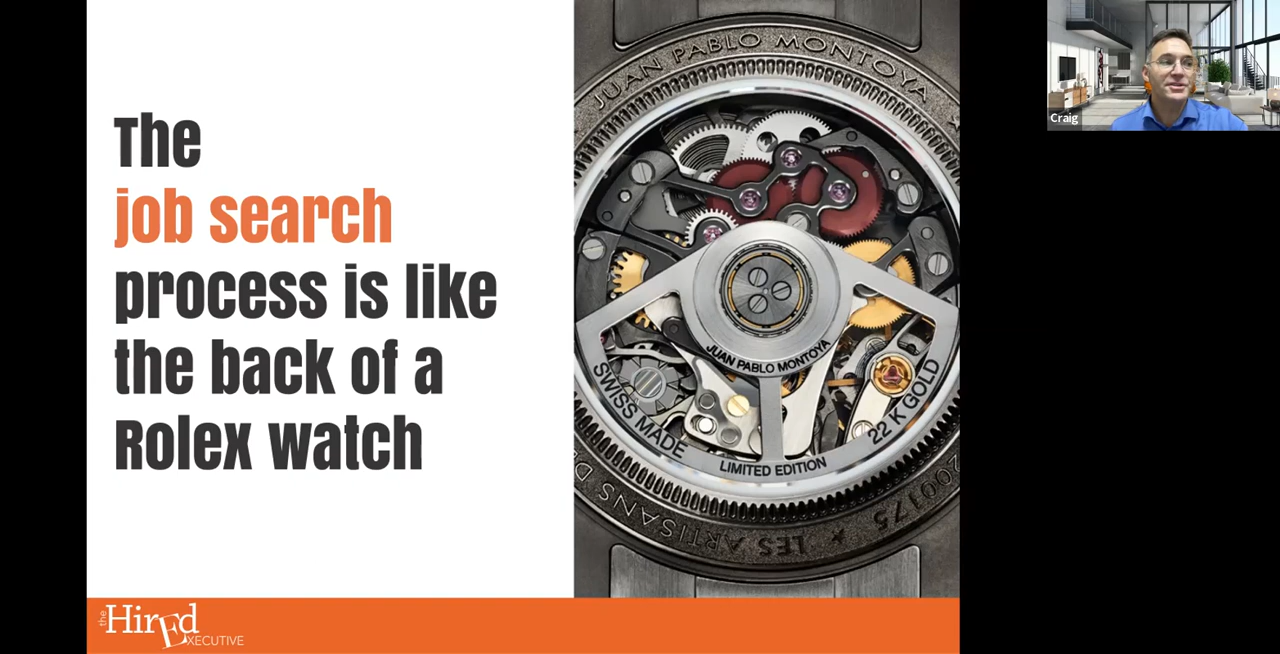 The
job search
process is like
the back of a
Rolex watch
JUAN PABLO MONTOYA
JUAN PABLO MONTOYA
SWISS MADE
LIMITED EDITION
22 K GOLD
LES ARTISANS D
200175
the HirEd
EXECUTIVE
Craig